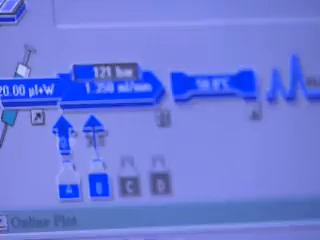 121 bar
20.00 µl+W
1.350 ml/min
A
B
C
D
Online Plot